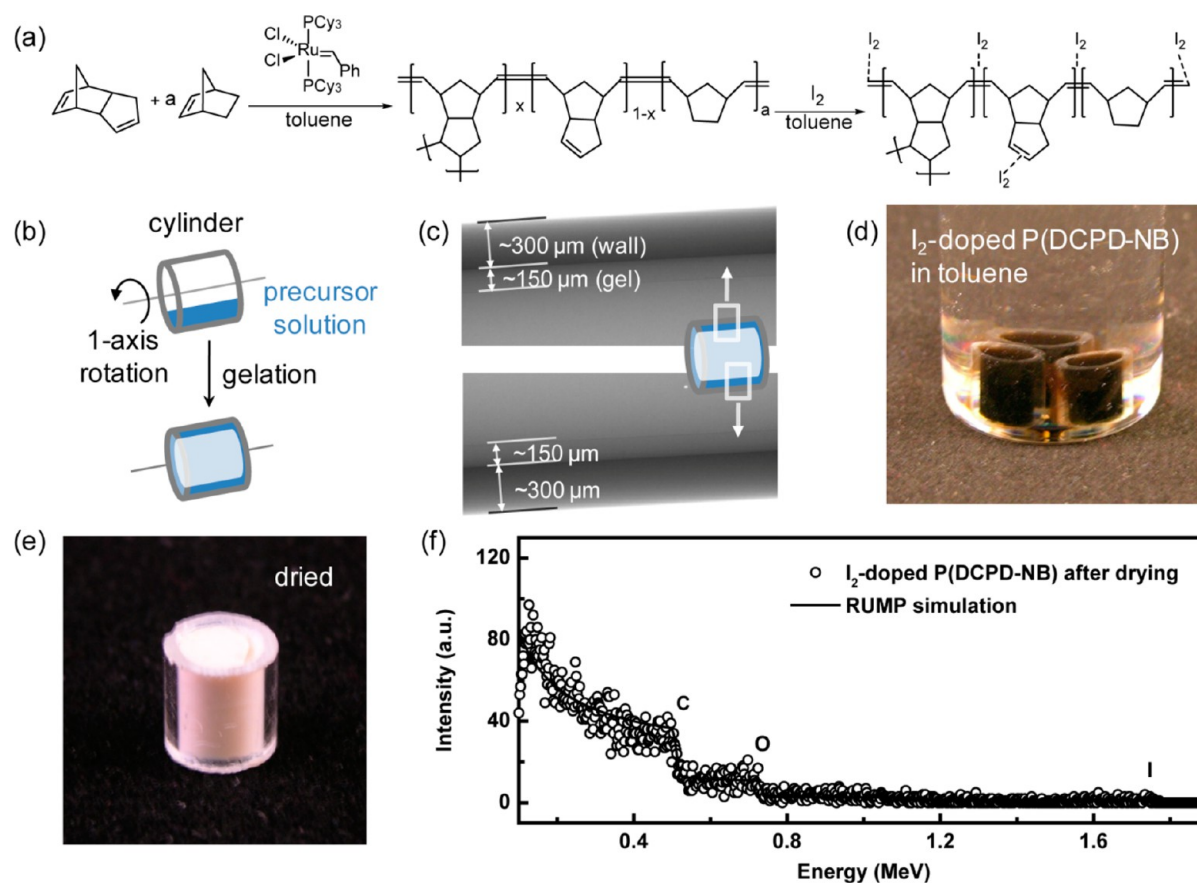 (a)
PCy₃
Cl
Ru
Cl
Ph
PCy₃
+ a
toluene
x
1-x
a
I₂
toluene
I₂
I₂
I₂
I₂
I₂
(b)
cylinder
precursor
solution
1-axis
rotation
gelation
(c)
~300 µm (wall)
~150 µm (gel)
~150 µm
~300 µm
(d)
I₂-doped P(DCPD-NB)
in toluene
(e)
dried
(f)
120
80
40
0
Intensity (a.u.)
I₂-doped P(DCPD-NB) after drying
RUMP simulation
C
O
I
0.4
0.8
1.2
1.6
Energy (MeV)